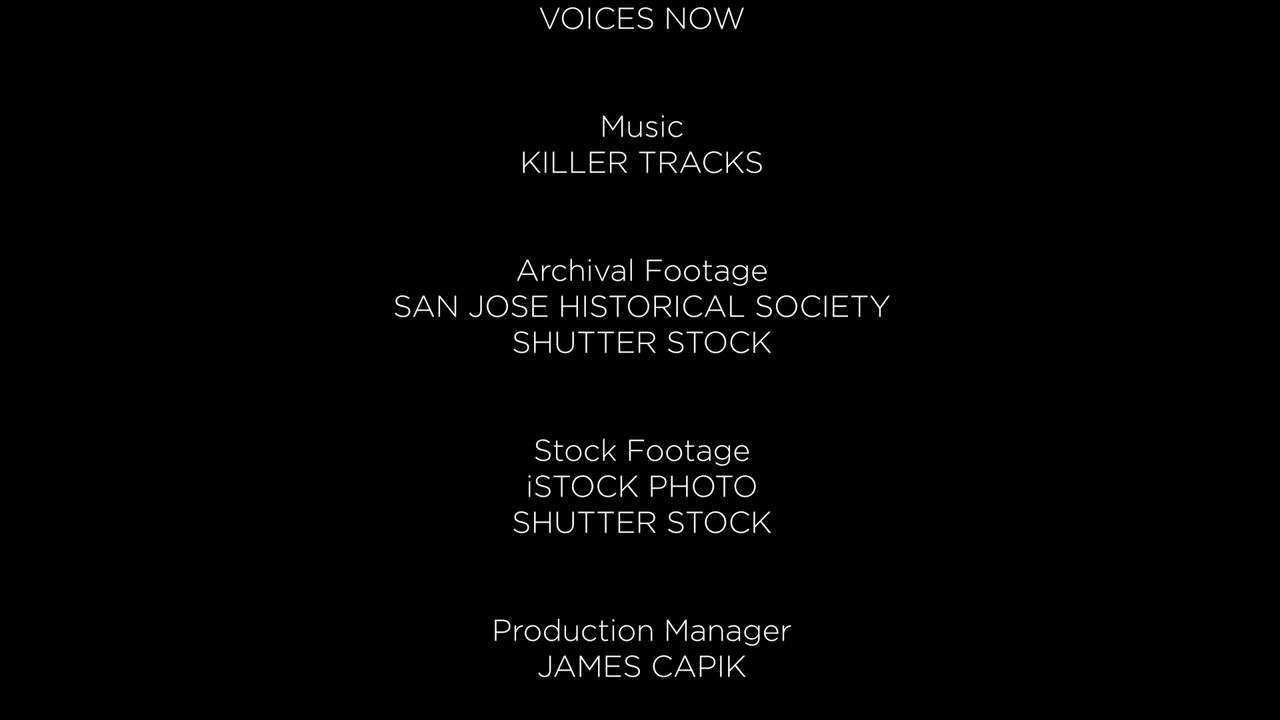 VOICES NOW
Music
KILLER TRACKS
Archival Footage
SAN JOSE HISTORICAL SOCIETY
SHUTTER STOCK
Stock Footage
iSTOCK PHOTO
SHUTTER STOCK
Production Manager
JAMES CAPIK